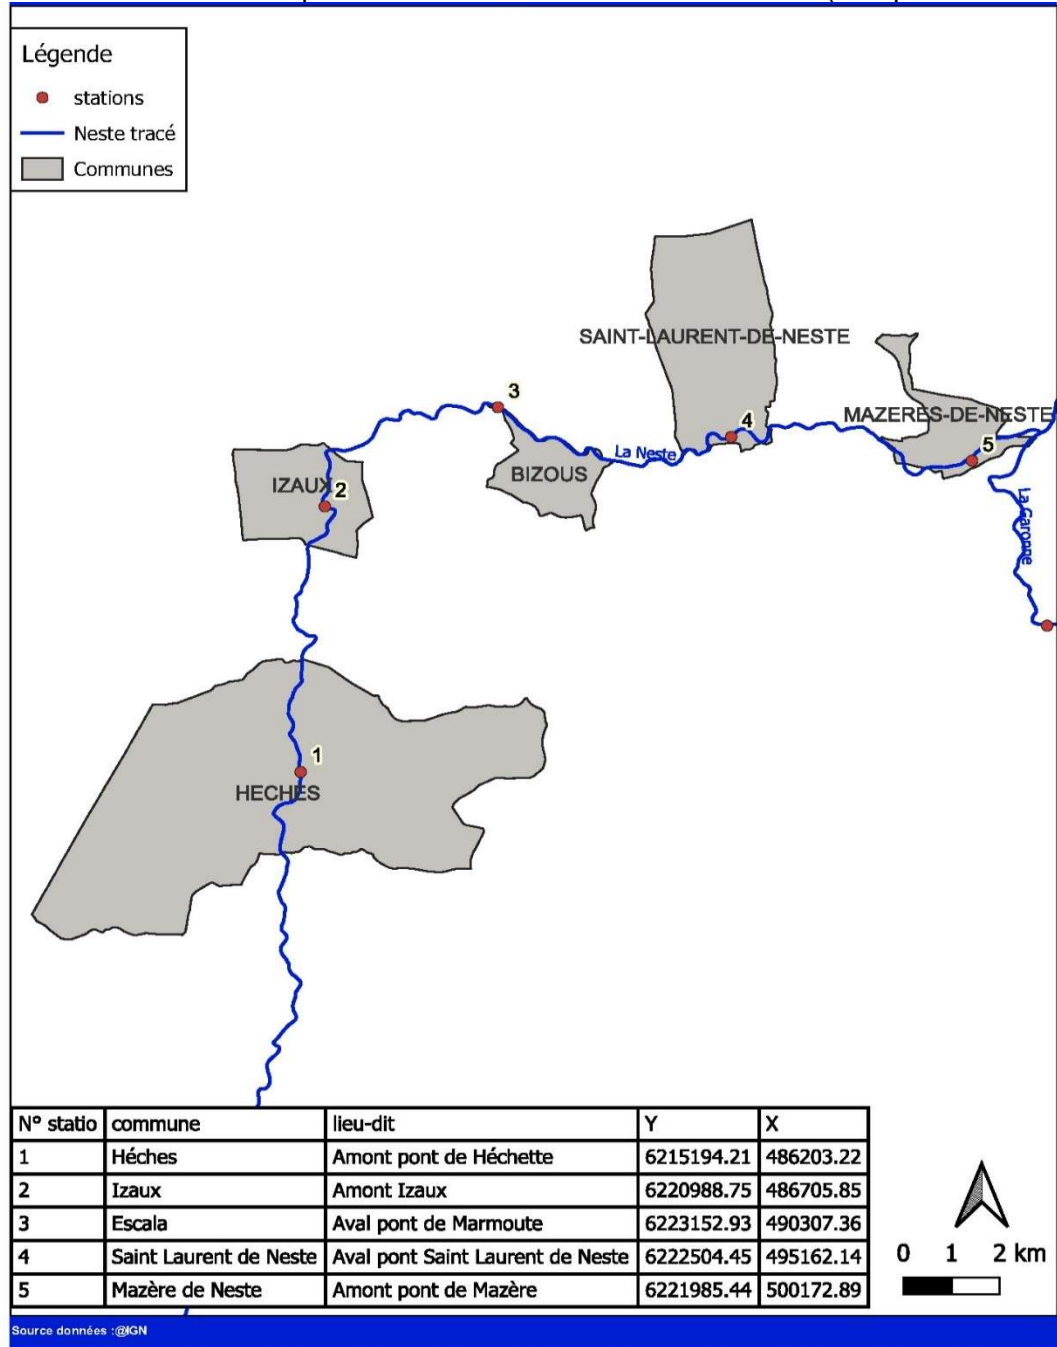 Légende
stations
Neste tracé
Communes
SAINT-LAURENT-DE-NESTE
3
MAZERES-DE-NESTE
4
La Neste
5
BIZOUS
IZAUX
2
La Garonne
1
HECHES
N° statio commune lieu-dit Y X
1 Héches Amont pont de Héchette 6215194.21 486203.22
2 Izaux Amont Izaux 6220988.75 486705.85
3 Escala Aval pont de Marmoute 6223152.93 490307.36
4 Saint Laurent de Neste Aval pont Saint Laurent de Neste 6222504.45 495162.14
5 Mazère de Neste Amont pont de Mazère 6221985.44 500172.89
0 1 2 km
Source données :@IGN